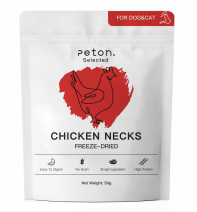 FOR DOG&CAT
Peton.
Selected
CHICKEN NECKS
FREEZE-DRIED
Easy To Digest
No Grain
Single Ingredient
High Protein
Net Weight: 50g